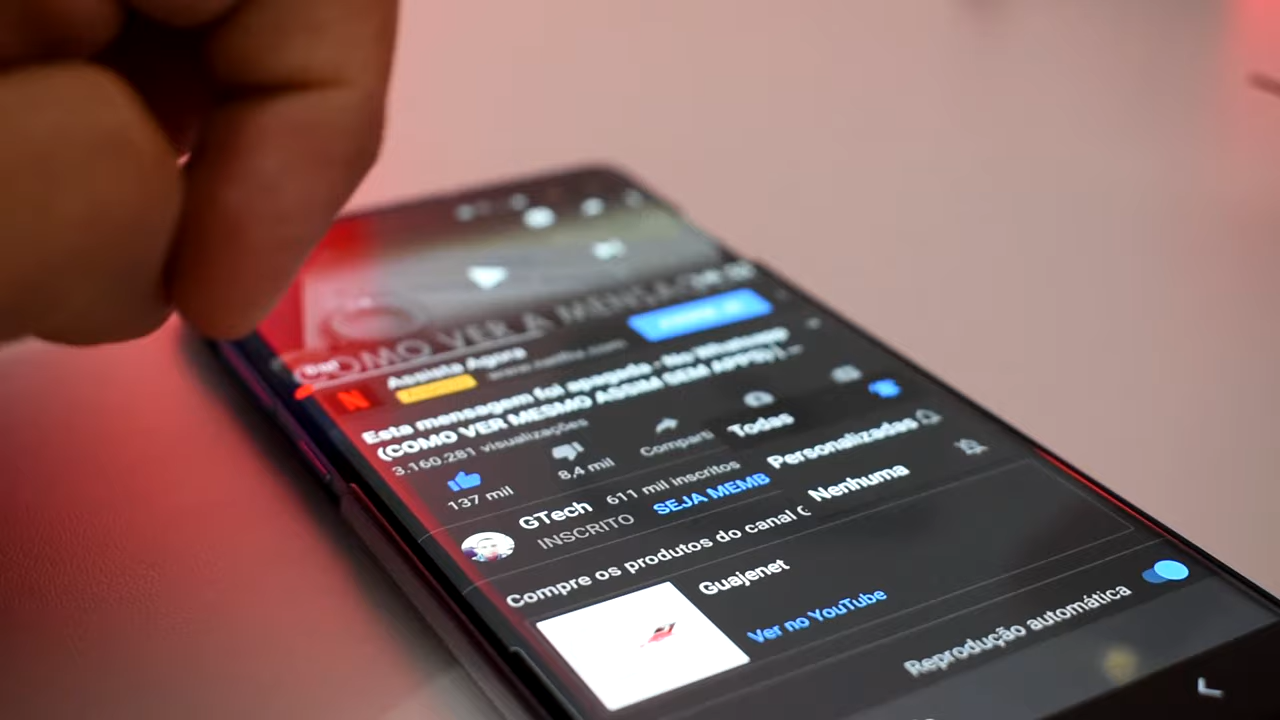 COMO VER A MENSAG
Assista Agora
Esta mensagem foi apagada - No Whatsapp
(COMO VER MESMO ASSIM SEM APPS) | –
3.160.281 visualizações
137 mil
8,4 mil
Comparti
Todas
Personalizadas
Nenhuma
GTech
611 mil inscritos
INSCRITO
SEJA MEMB
Compre os produtos do canal G
Guajenet
Ver no YouTube
Reprodução automática